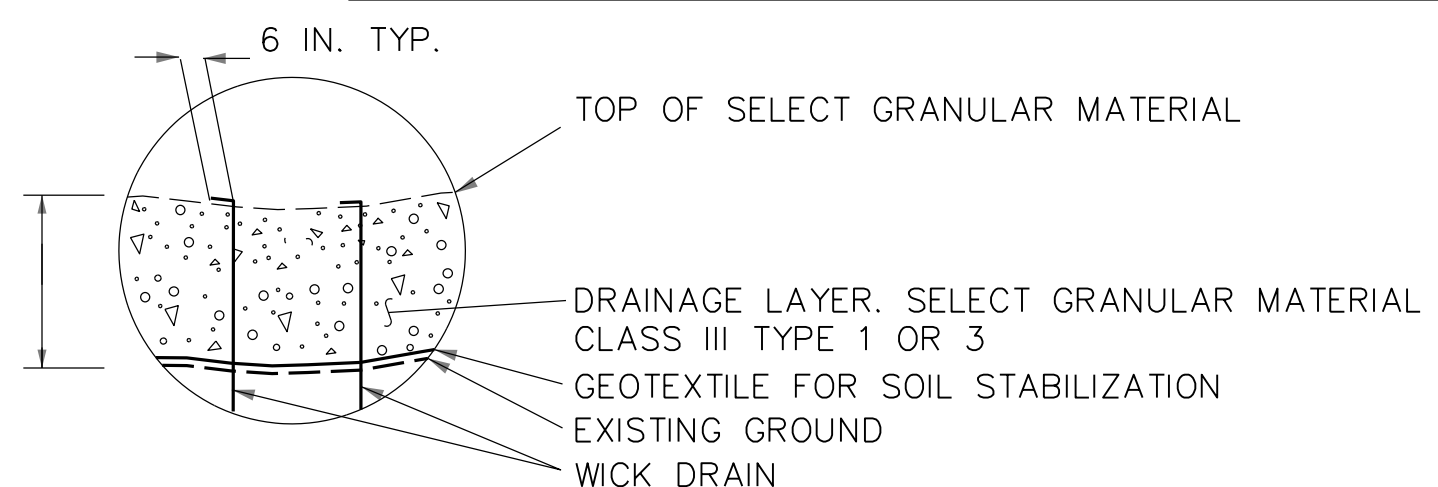 6 IN. TYP.
TOP OF SELECT GRANULAR MATERIAL
DRAINAGE LAYER. SELECT GRANULAR MATERIAL
CLASS III TYPE 1 OR 3
GEOTEXTILE FOR SOIL STABILIZATION
EXISTING GROUND
WICK DRAIN